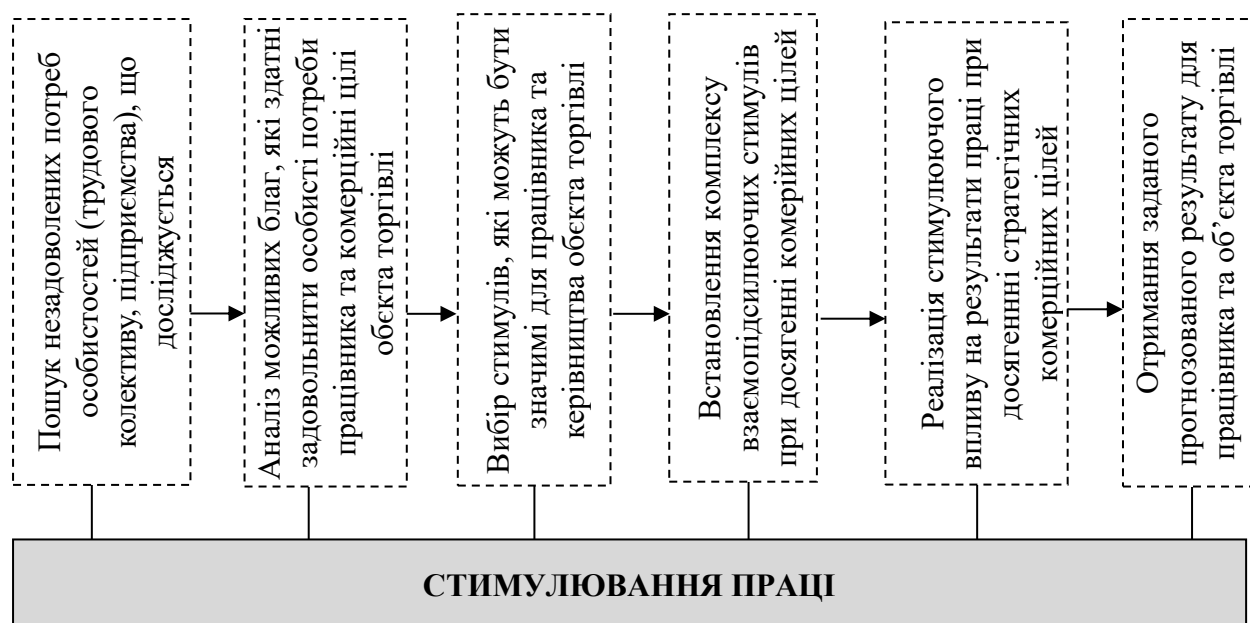 Пошук незадоволених потреб
особистостей (трудового
колективу, підприємства), що
досліджується
Аналіз можливих благ, які здатні
задовольнити особисті потреби
працівника та комерційні цілі
обєкта торгівлі
Вибір стимулів, які можуть бути
значимі для працівника та
керівництва обєкта торгівлі
Встановлення комплексу
взаємопідсилюючих стимулів
при досягенні комерійних цілей
Реалізація стимулюючого
впливу на результати праці при
досягенні стратегічних
комерційних цілей
Отримання заданого
прогнозованого результату для
працівника та об’єкта торгівлі
СТИМУЛЮВАННЯ ПРАЦІ